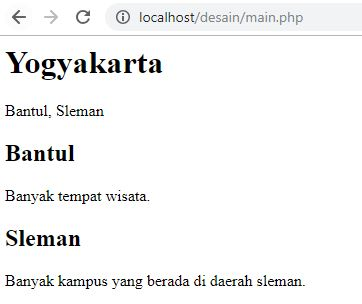 localhost/desain/main.php
Yogyakarta
Bantul, Sleman
Bantul
Banyak tempat wisata.
Sleman
Banyak kampus yang berada di daerah sleman.